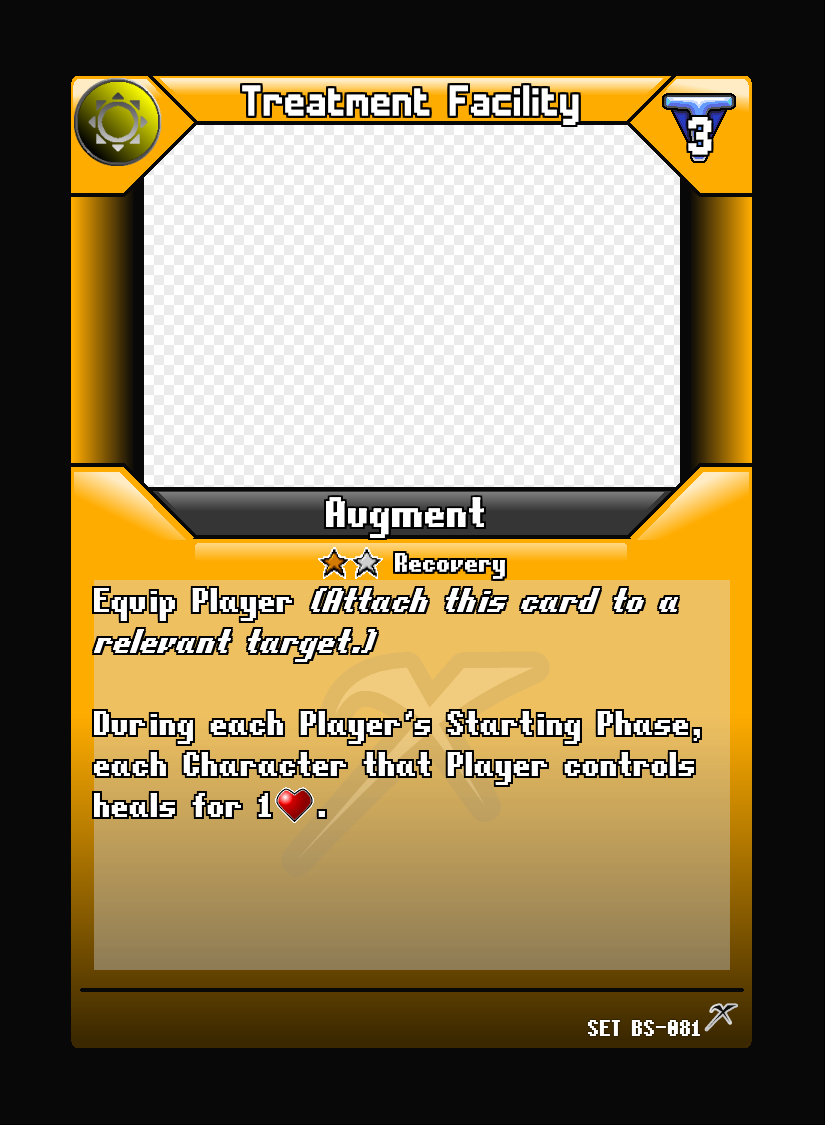 Treatment Facility
3
Augment
Recovery
Equip Player (Attach this card to a
relevant target.)
During each Player's Starting Phase,
each Character that Player controls
heals for 1.
SET BS-081